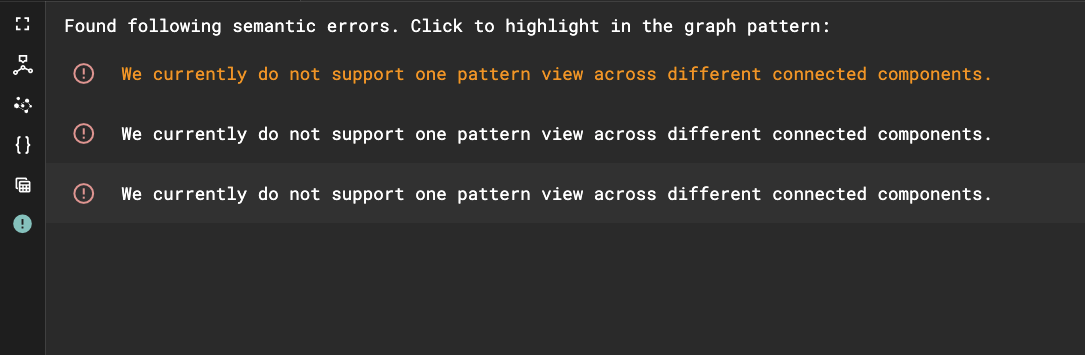 Found following semantic errors. Click to highlight in the graph pattern:
We currently do not support one pattern view across different connected components.
We currently do not support one pattern view across different connected components.
We currently do not support one pattern view across different connected components.